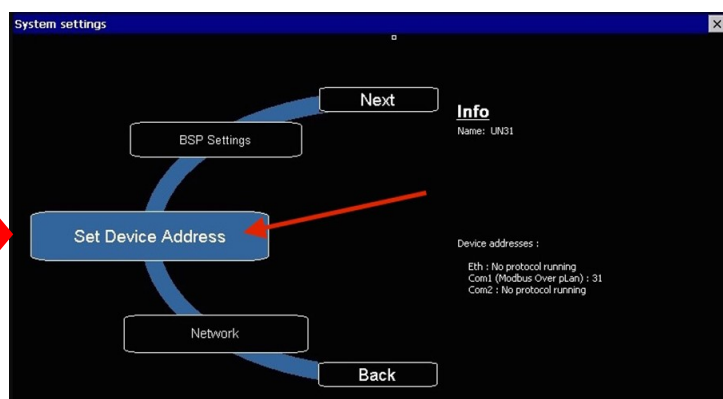 System settings
Next
BSP Settings
Set Device Address
Network
Back
Info
Name: UN31
Device addresses :
Eth : No protocol running
Com1 (Modbus Over pLan) : 31
Com2 : No protocol running